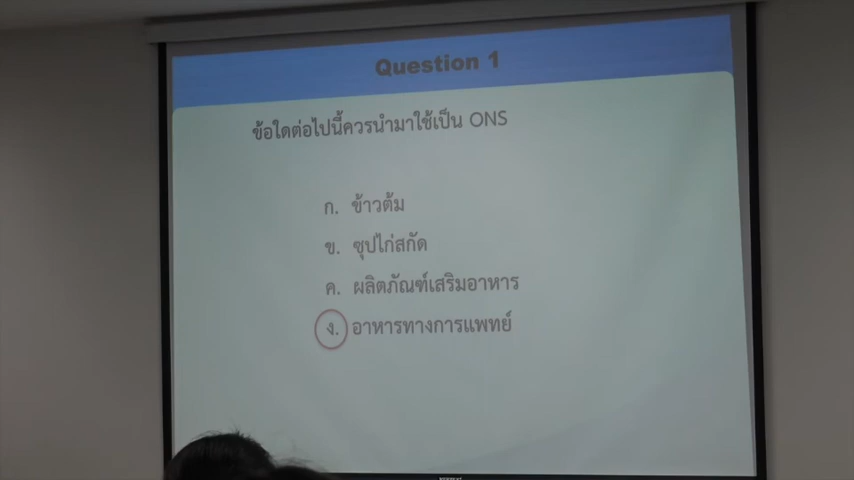 Question 1
ข้อใดต่อไปนี้ควรนำมาใช้เป็น ONS
ก. ข้าวต้ม
ข. ซุปไก่สกัด
ค. ผลิตภัณฑ์เสริมอาหาร
ง. อาหารทางการแพทย์